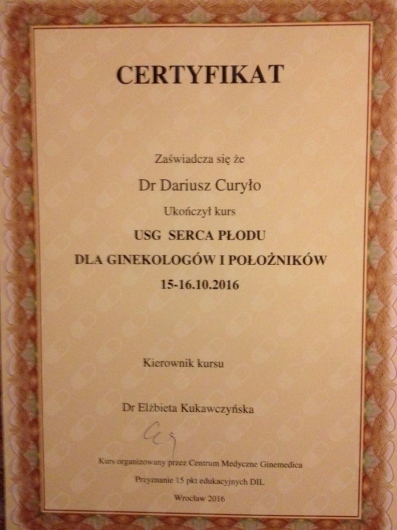 CERTYFIKAT
Zaświadcza się że
Dr Dariusz Curyło
Ukończył kurs
USG SERCA PŁODU
DLA GINEKOLOGÓW I POŁOŻNIKÓW
15-16.10.2016
Kierownik kursu
Dr Elżbieta Kukawczyńska
Kurs organizowany przez Centrum Medyczne Ginemedica
Przyznanie 15 pkt edukacyjnych DIL
Wrocław 2016